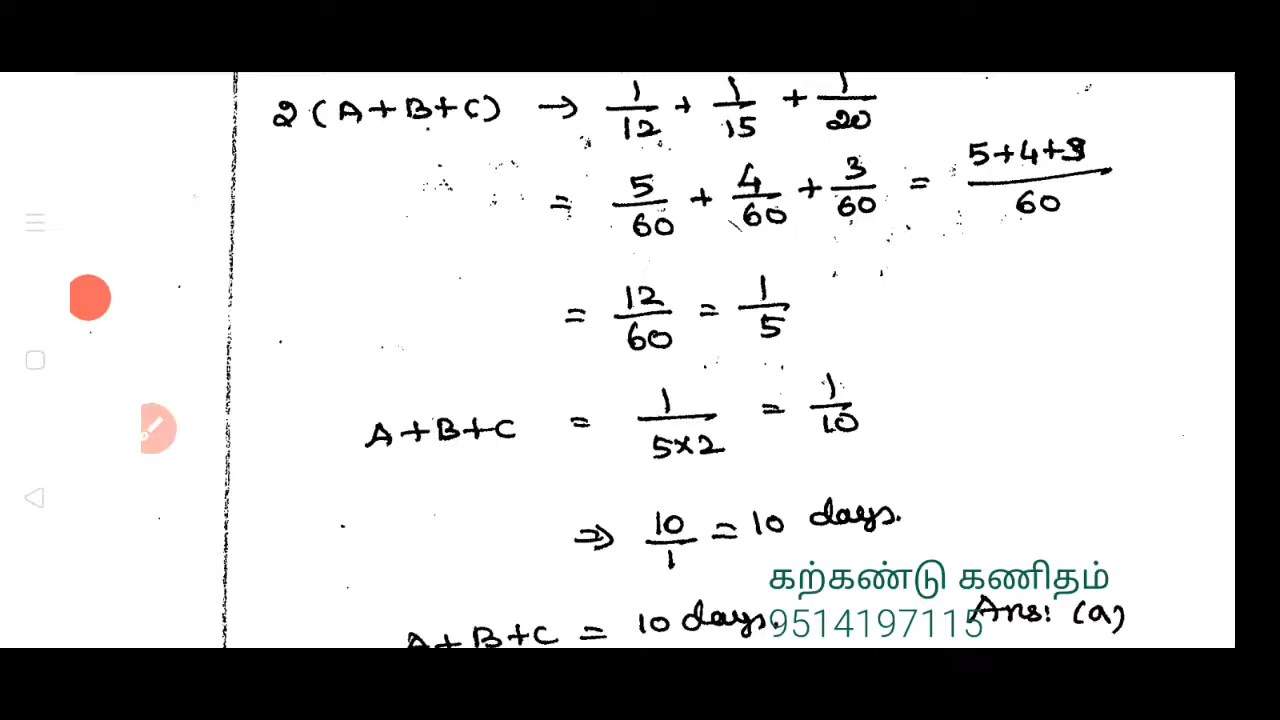 2 (A+B+C) → 1/12 + 1/15 + 1/20
= 5/60 + 4/60 + 3/60 = 5+4+3/60
= 12/60 = 1/5
A+B+C = 1/5×2 = 1/10
⇒ 10/1 = 10 days.
கற்கண்டு கணிதம்
A+B+C = 10 days. Ans: (a)
9514197115